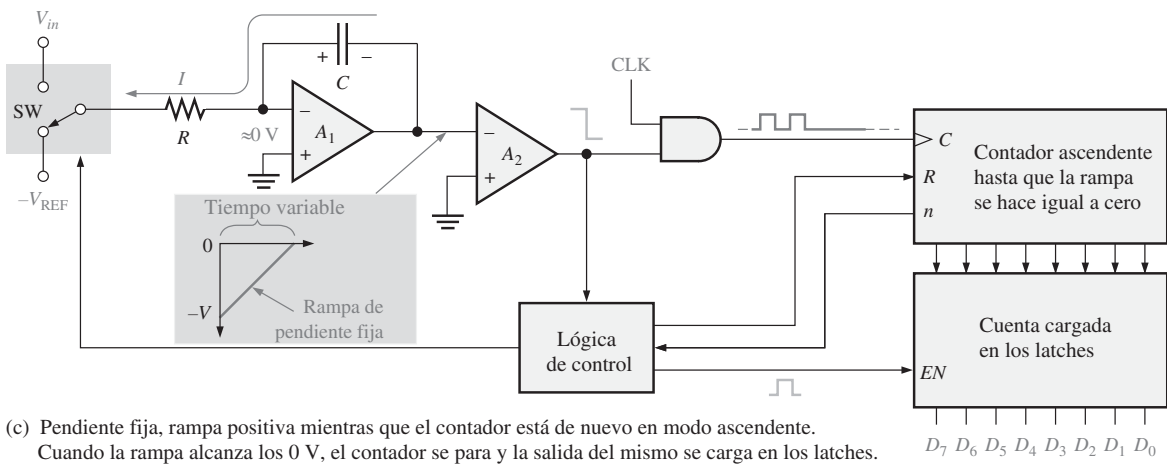 V_in
SW
−V_REF
I
R
≈0 V
+ −
C
−
+
A_1
−
+
A_2
CLK
C
R
n
Contador ascendente
hasta que la rampa
se hace igual a cero
Tiempo variable
0
−V
Rampa de
pendiente fija
Lógica
de control
Cuenta cargada
en los latches
EN
D_7 D_6 D_5 D_4 D_3 D_2 D_1 D_0
(c) Pendiente fija, rampa positiva mientras que el contador está de nuevo en modo ascendente.
Cuando la rampa alcanza los 0 V, el contador se para y la salida del mismo se carga en los latches.